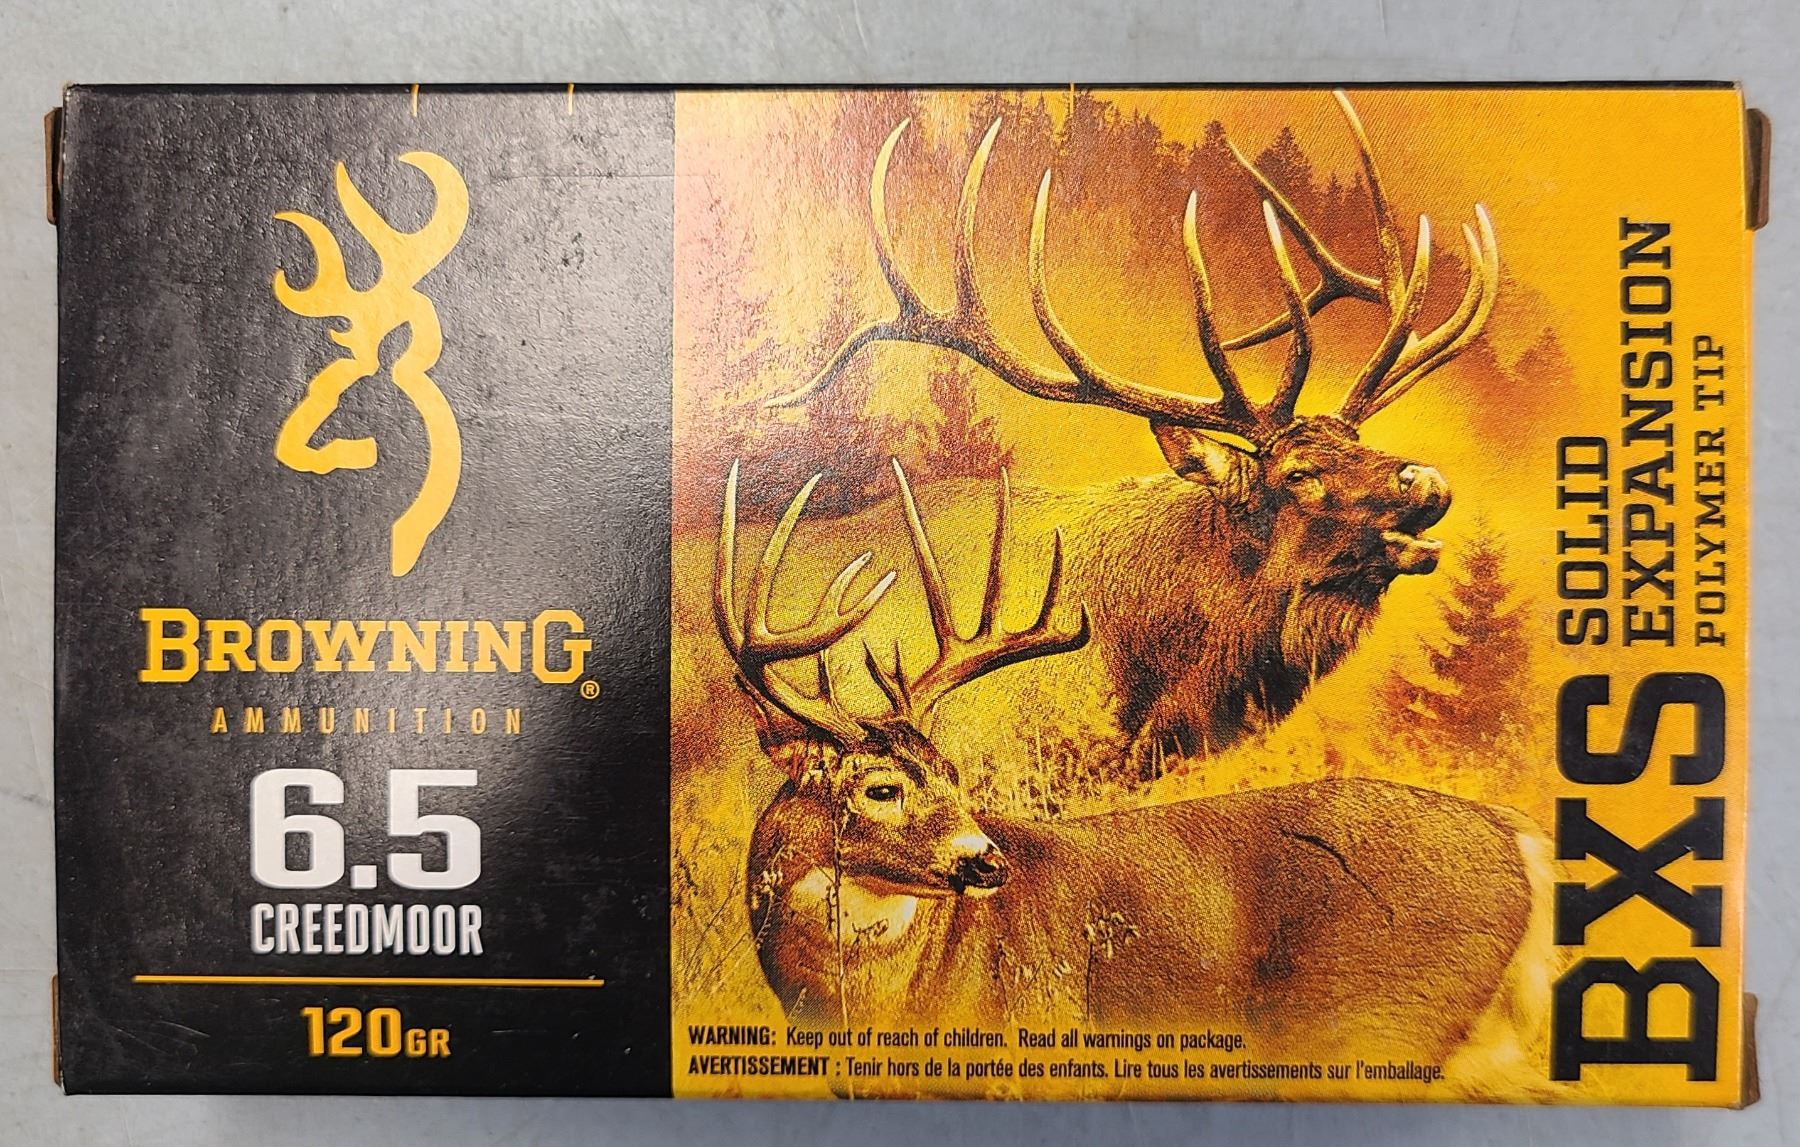 BROWNING®
AMMUNITION
6.5
CREEDMOOR
120GR
BXS SOLID
EXPANSION
POLYMER TIP
WARNING: Keep out of reach of children. Read all warnings on package.
AVERTISSEMENT : Tenir hors de la portée des enfants. Lire tous les avertissements sur l'emballage.